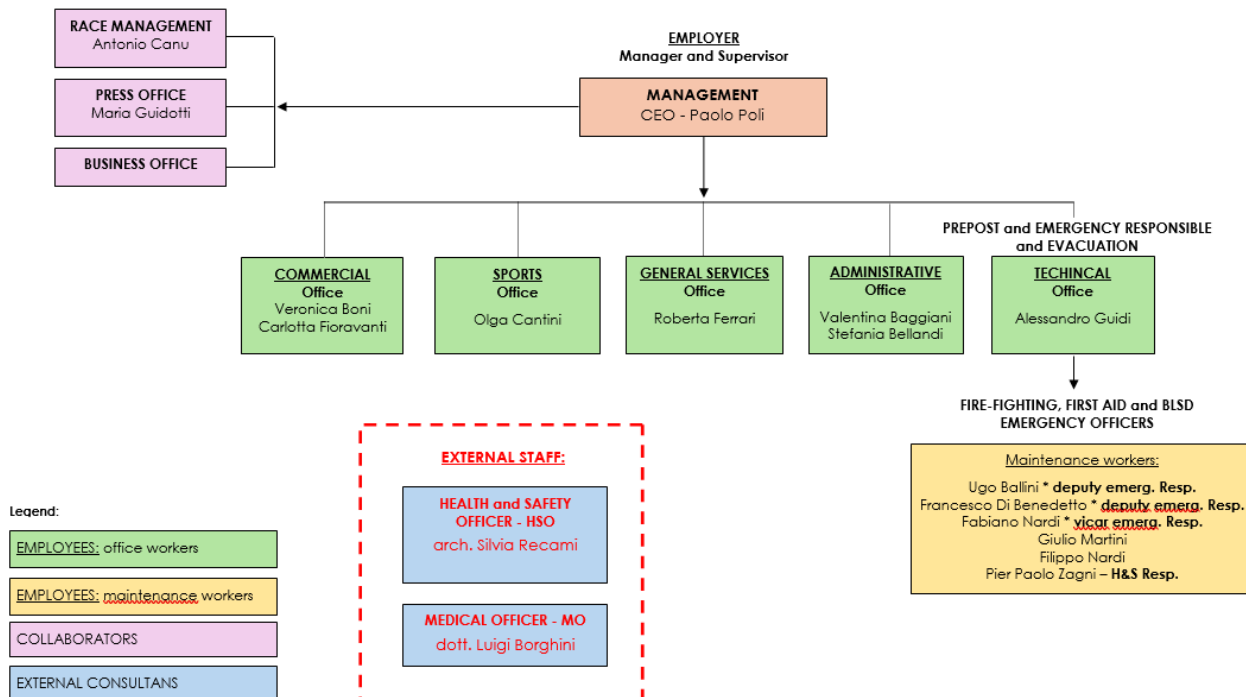 RACE MANAGEMENT
Antonio Canu
PRESS OFFICE
Maria Guidotti
BUSINESS OFFICE
EMPLOYER
Manager and Supervisor
MANAGEMENT
CEO - Paolo Poli
PREPOST and EMERGENCY RESPONSIBLE
and EVACUATION
COMMERCIAL
Office
Veronica Boni
Carlotta Fioravanti
SPORTS
Office
Olga Cantini
GENERAL SERVICES
Office
Roberta Ferrari
ADMINISTRATIVE
Office
Valentina Baggiani
Stefania Bellandi
TECHINCAL
Office
Alessandro Guidi
FIRE-FIGHTING, FIRST AID and BLSD
EMERGENCY OFFICERS
Maintenance workers:
Ugo Ballini * deputy emerg. Resp.
Francesco Di Benedetto * deputy emerg. Resp.
Fabiano Nardi * vicar emerg. Resp.
Giulio Martini
Filippo Nardi
Pier Paolo Zagni – H&S Resp.
EXTERNAL STAFF:
HEALTH and SAFETY
OFFICER - HSO
arch. Silvia Recami
MEDICAL OFFICER - MO
dott. Luigi Borghini
Legend:
EMPLOYEES: office workers
EMPLOYEES: maintenance workers
COLLABORATORS
EXTERNAL CONSULTANS